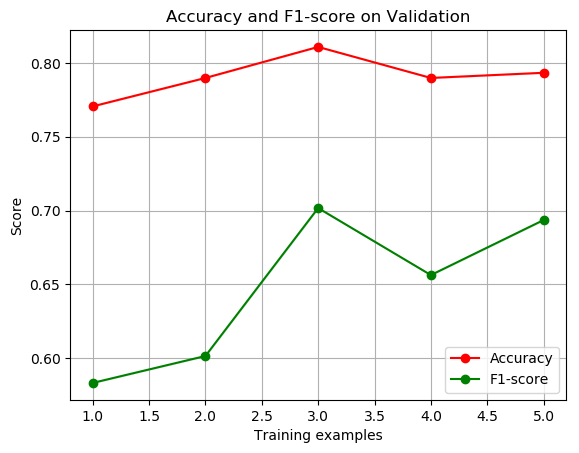 Accuracy and F1-score on Validation
0.80
0.75
0.70
0.65
0.60
Score
Accuracy
F1-score
1.0 1.5 2.0 2.5 3.0 3.5 4.0 4.5 5.0
Training examples